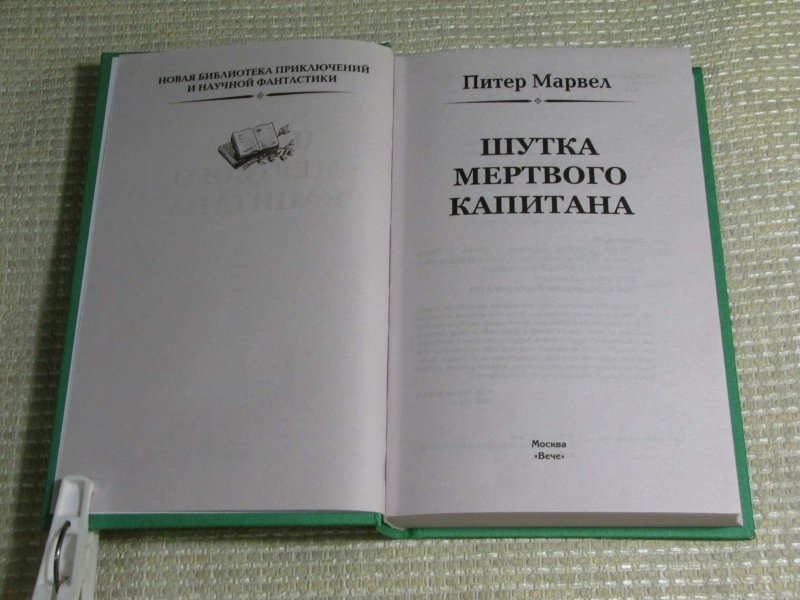 НОВАЯ БИБЛИОТЕКА ПРИКЛЮЧЕНИЙ
И НАУЧНОЙ ФАНТАСТИКИ
Питер Марвел
ШУТКА
МЕРТВОГО
КАПИТАНА
Москва
«Вече»